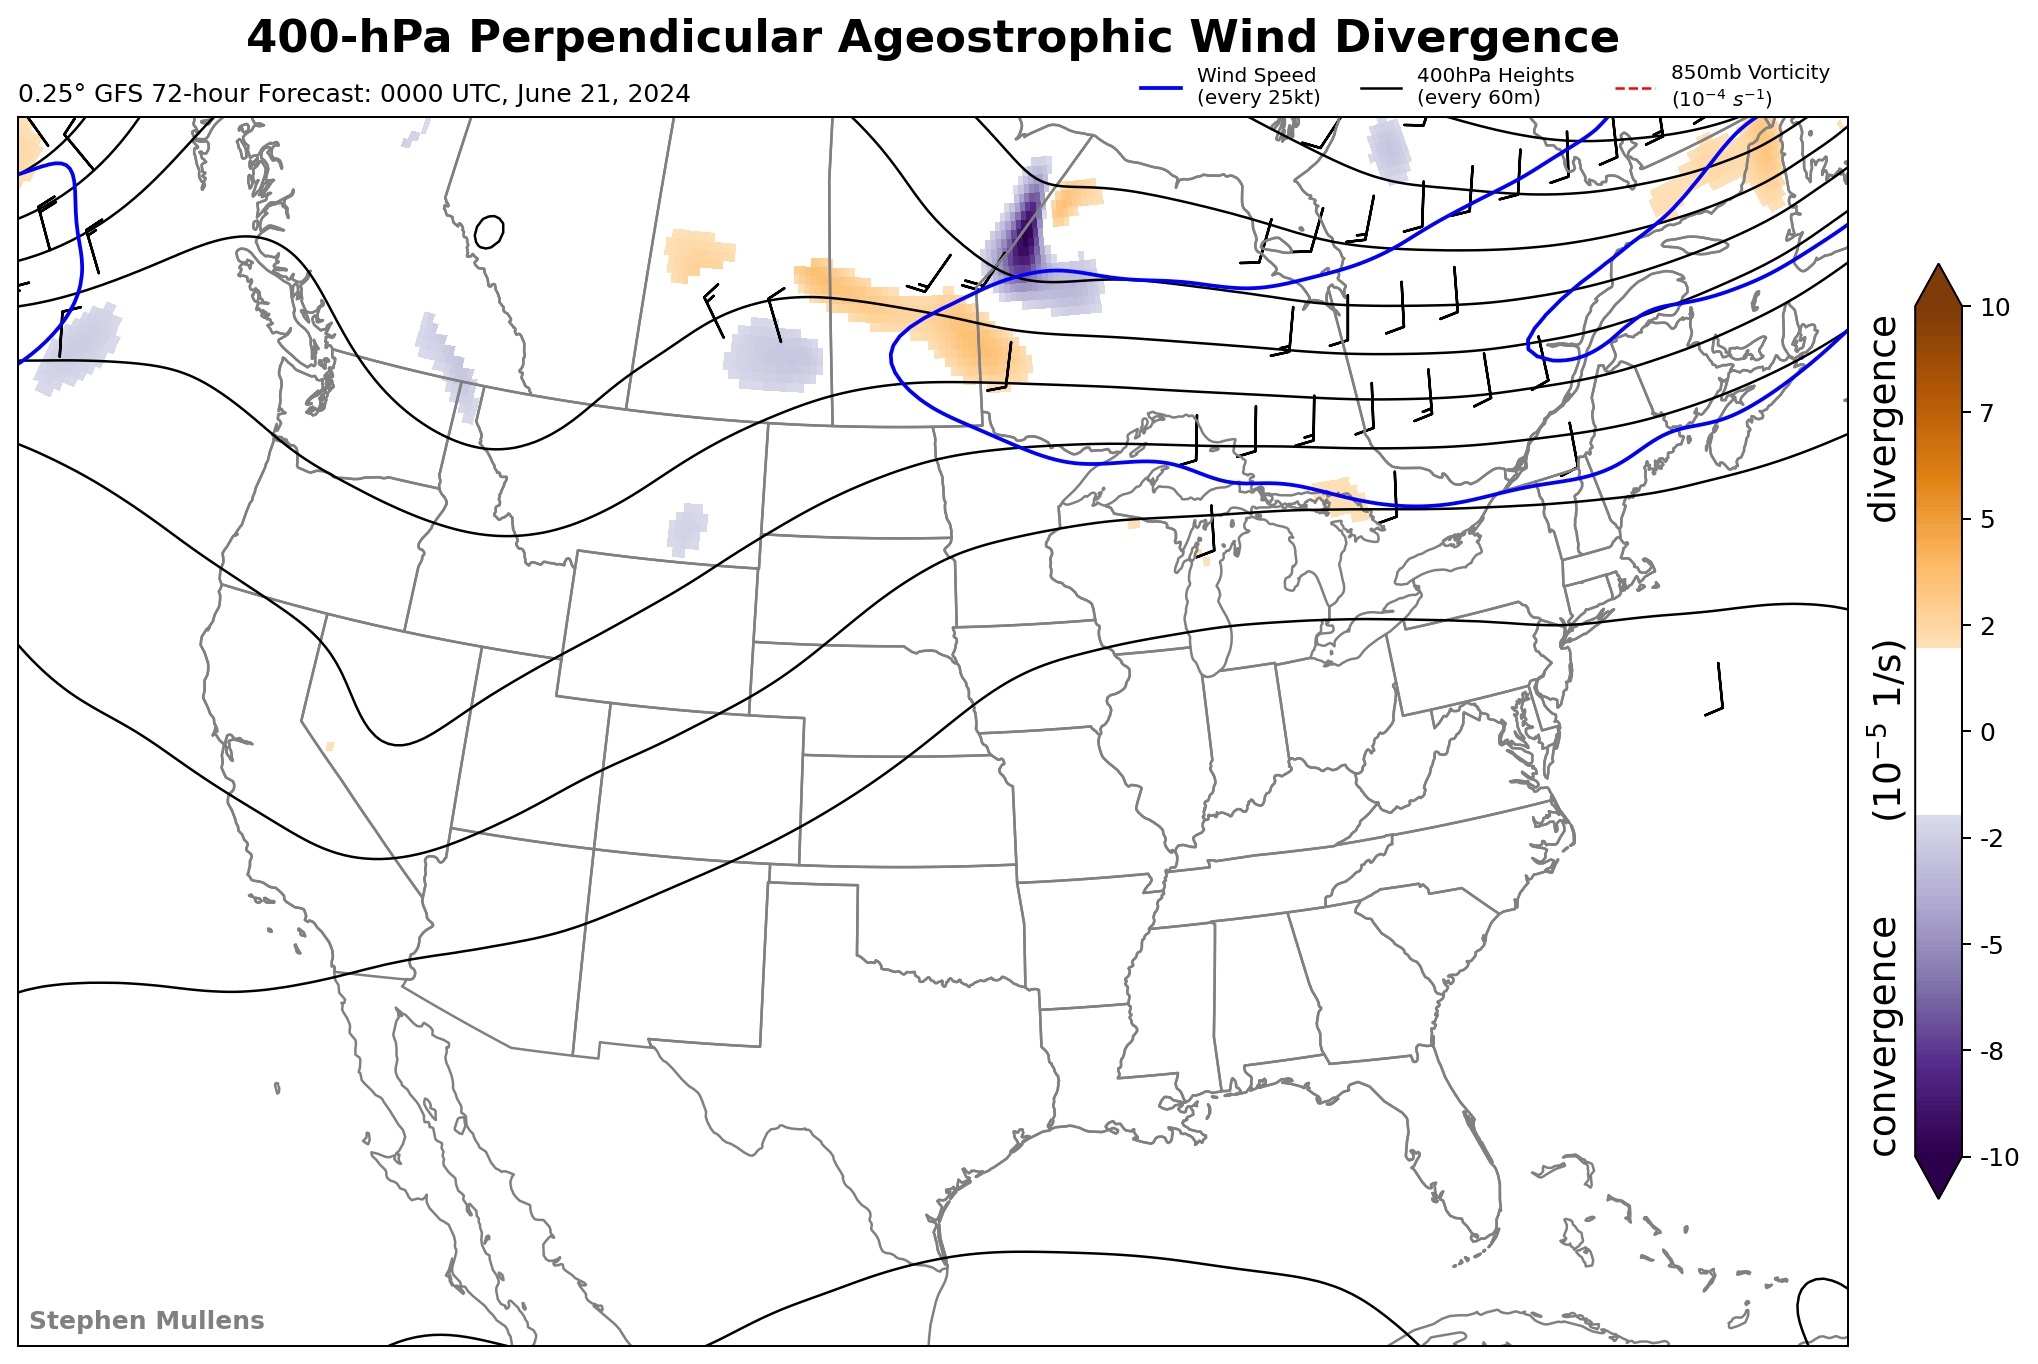 400-hPa Perpendicular Ageostrophic Wind Divergence
0.25° GFS 72-hour Forecast: 0000 UTC, June 21, 2024
Wind Speed
(every 25kt)
400hPa Heights
(every 60m)
850mb Vorticity
(10⁻⁴ s⁻¹)
10
7
5
2
0
-2
-5
-8
-10
divergence
(10⁻⁵ 1/s)
convergence
Stephen Mullens